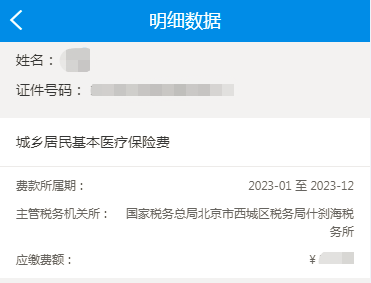 明细数据
姓名：
证件号码：
城乡居民基本医疗保险费
费款所属期：
2023-01 至 2023-12
主管税务机关所：
国家税务总局北京市西城区税务局什刹海税
务所
应缴费额：
¥